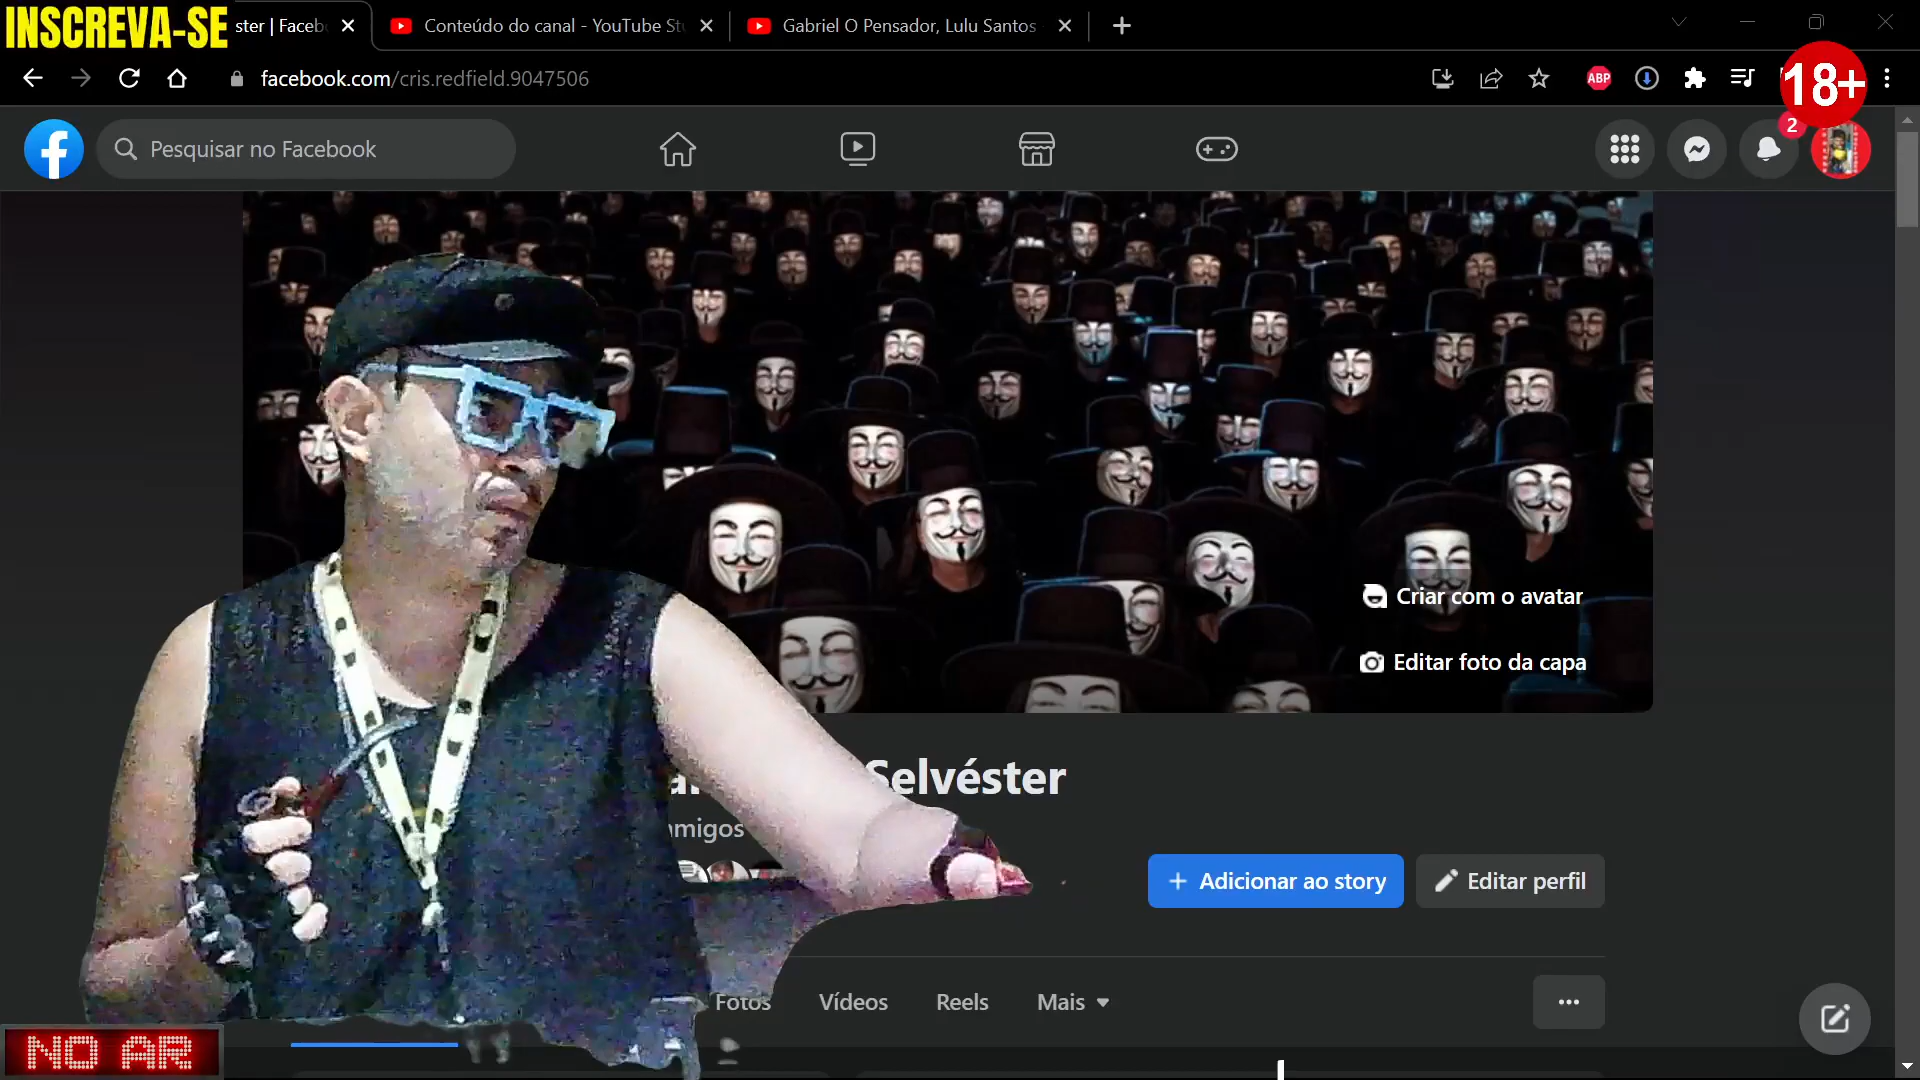 INSCREVA-SE
ster | Faceb
Conteúdo do canal - YouTube St
Gabriel O Pensador, Lulu Santos
facebook.com/cris.redfield.9047506
ABP
18+
Pesquisar no Facebook
2
Criar com o avatar
Editar foto da capa
Selvéster
migos
+ Adicionar ao story
Editar perfil
Fotos
Vídeos
Reels
Mais
NO AR